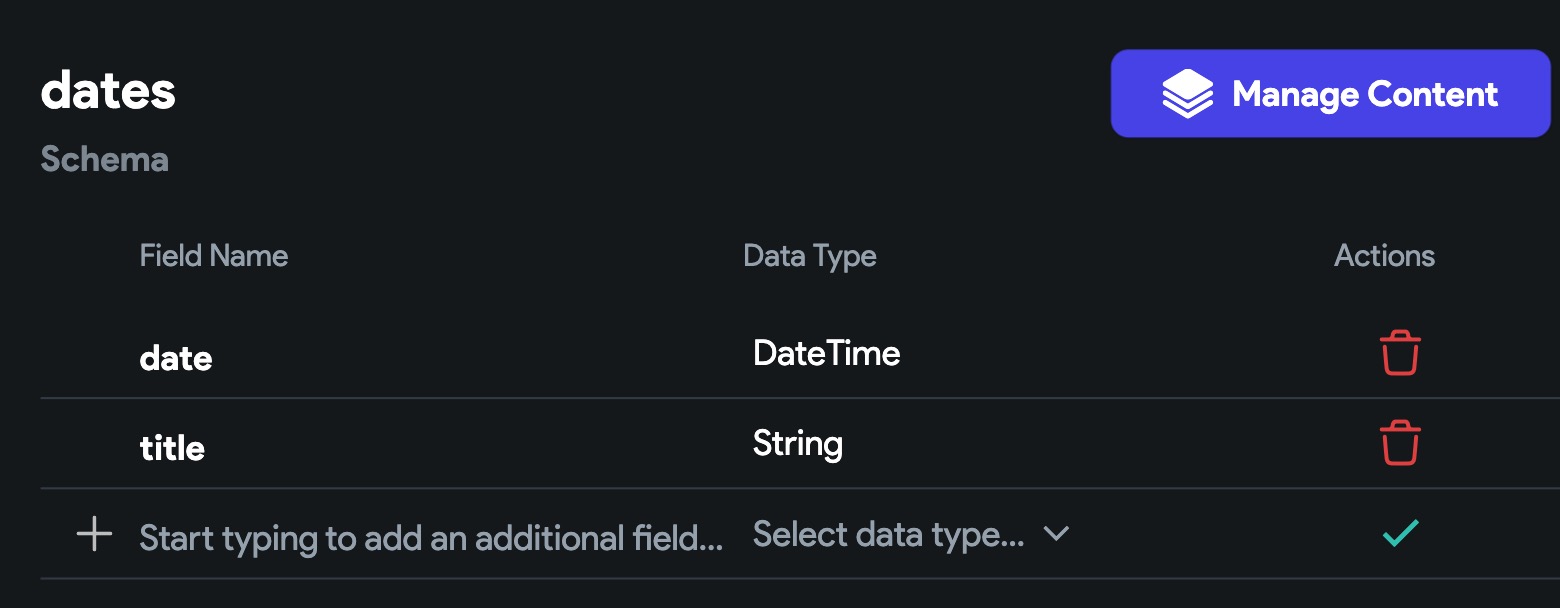 dates
Manage Content
Schema
Field Name Data Type Actions
date DateTime
title String
Start typing to add an additional field... Select data type...